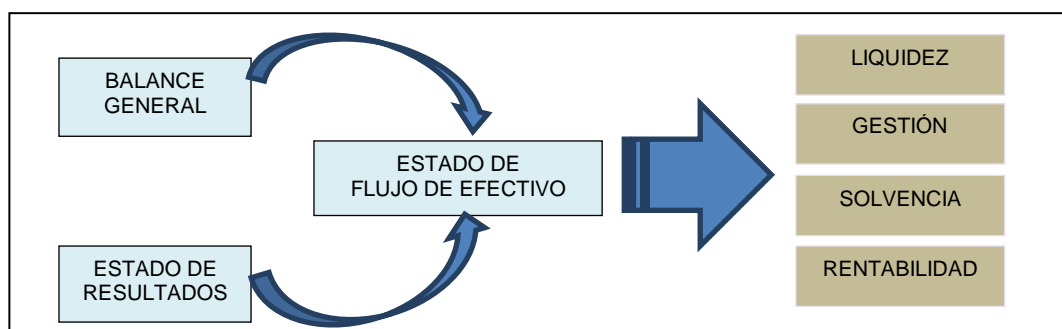 BALANCE
GENERAL
ESTADO DE
FLUJO DE EFECTIVO
ESTADO DE
RESULTADOS
LIQUIDEZ
GESTIÓN
SOLVENCIA
RENTABILIDAD